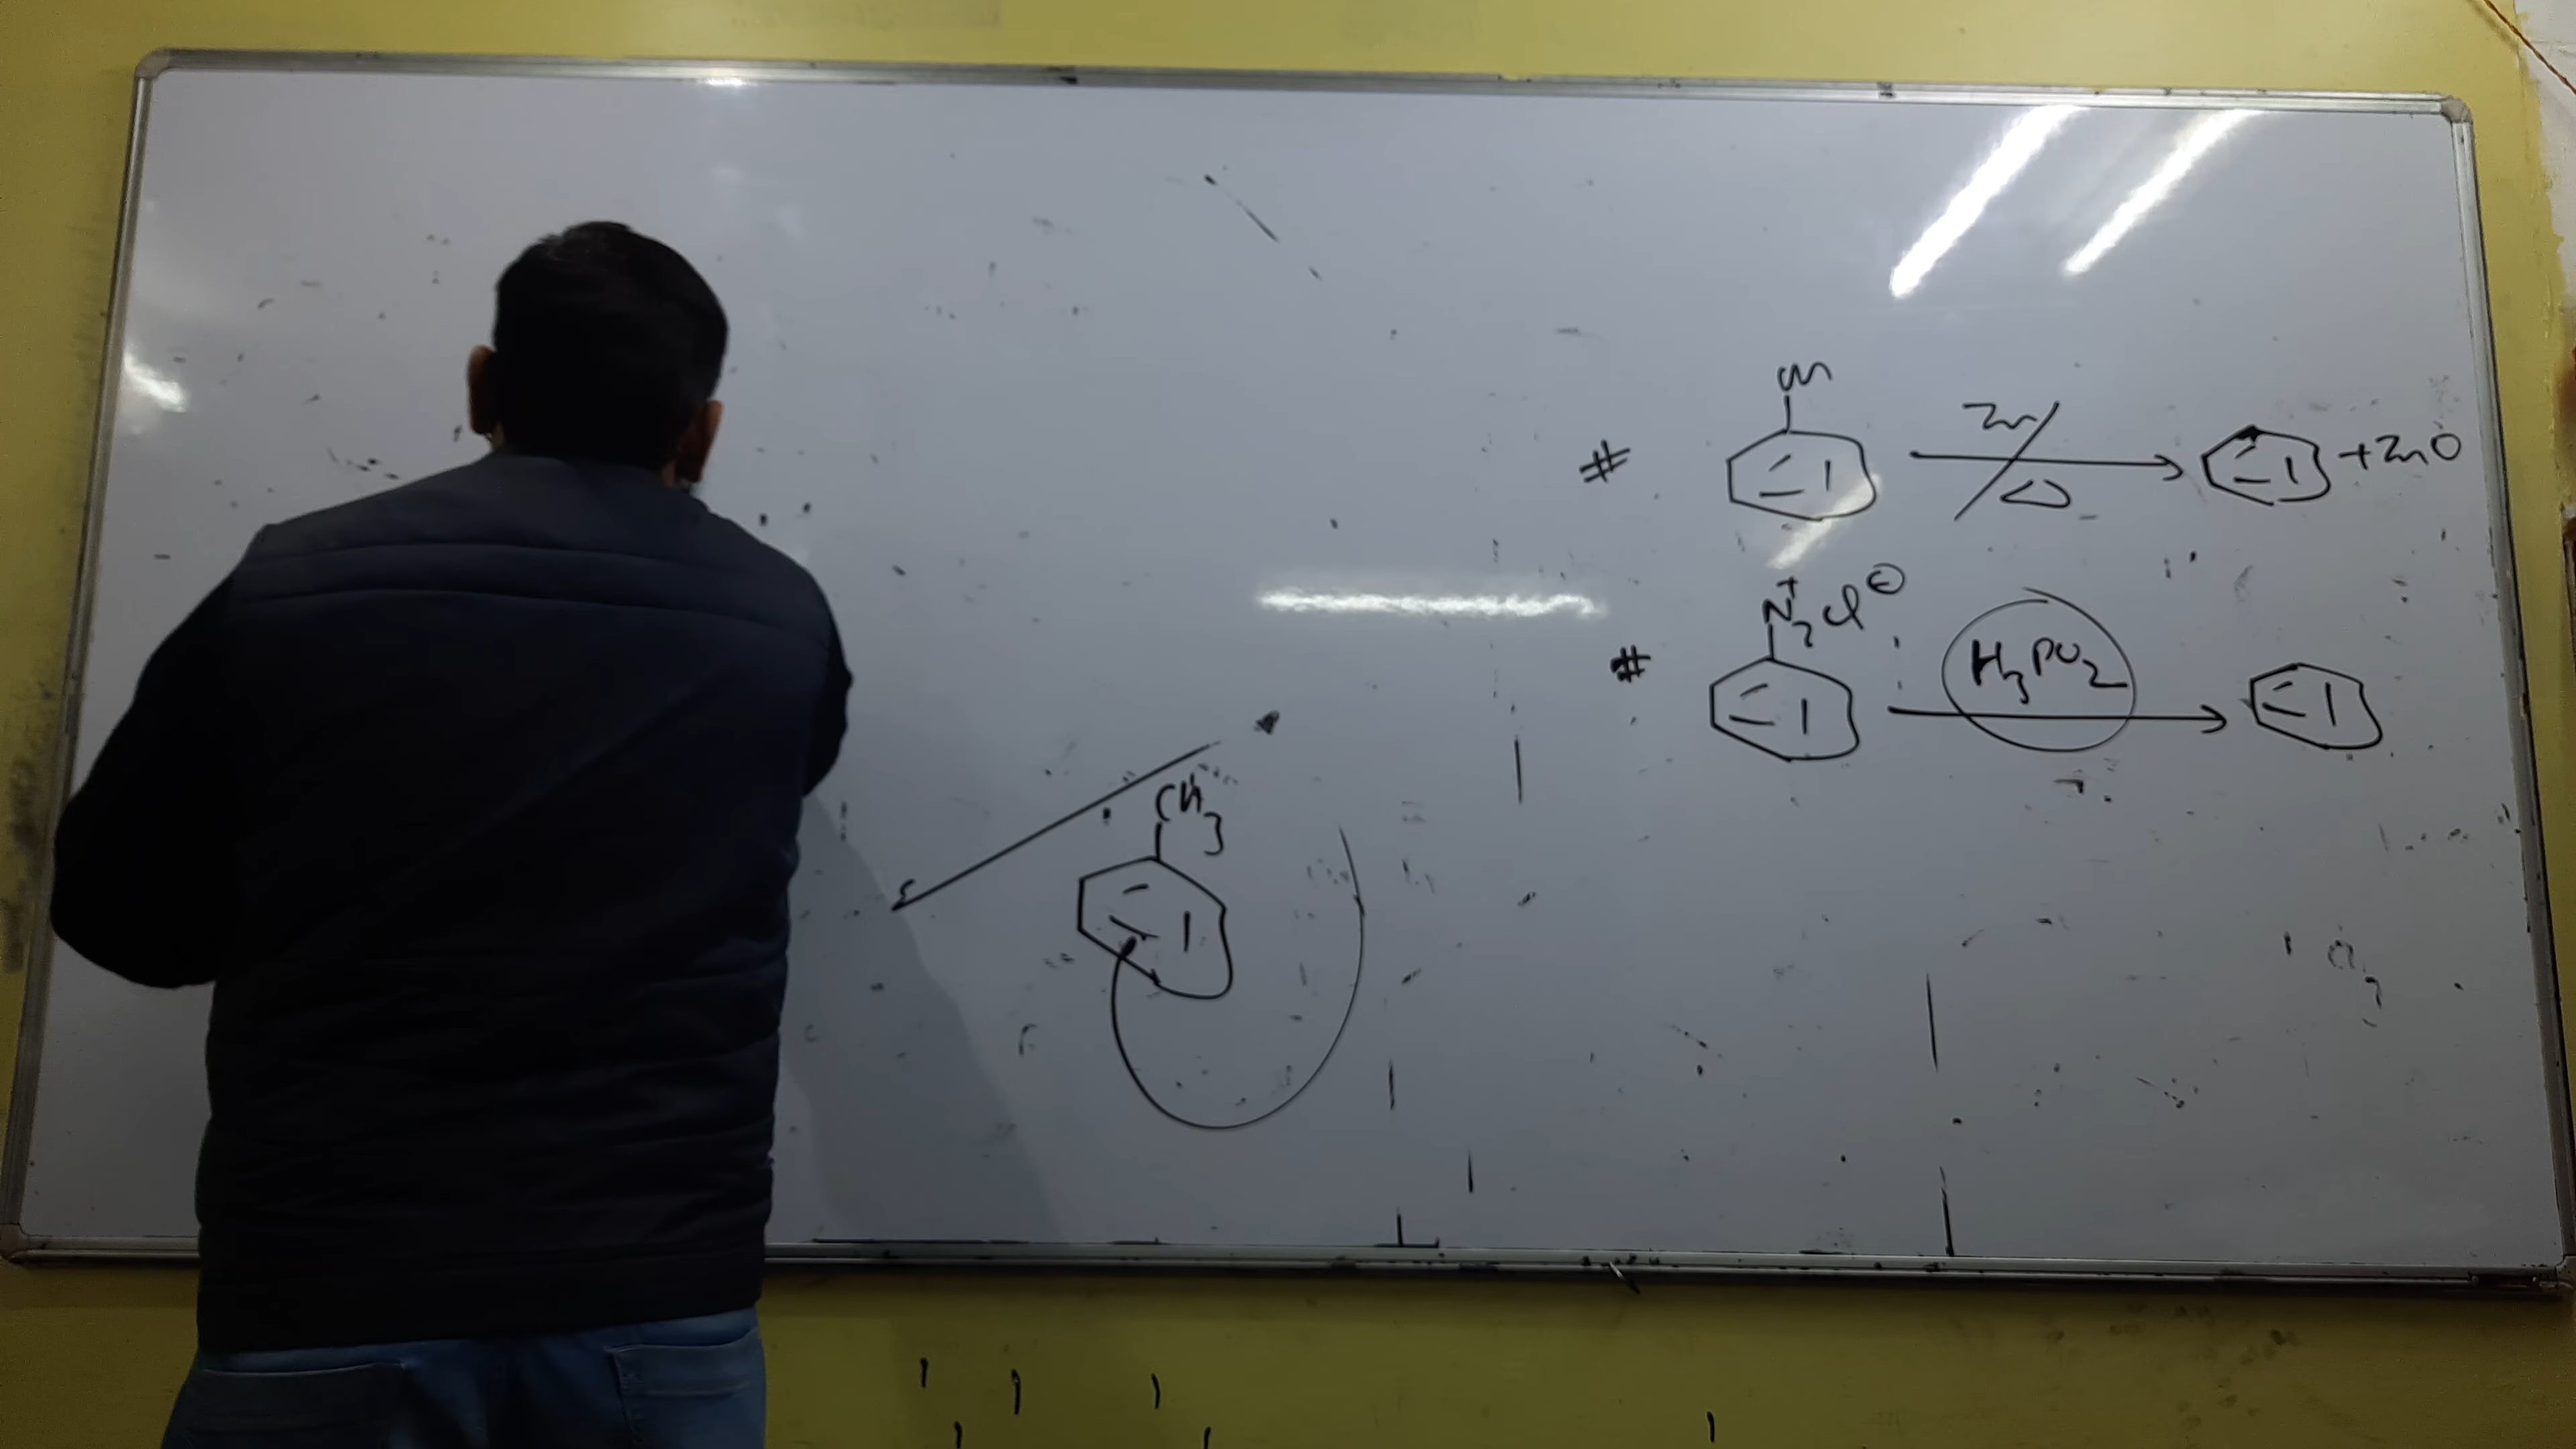 # OH Zn/Δ + ZnO
# N₂⁺ Cl⊖ H₃PO₂
CH₃